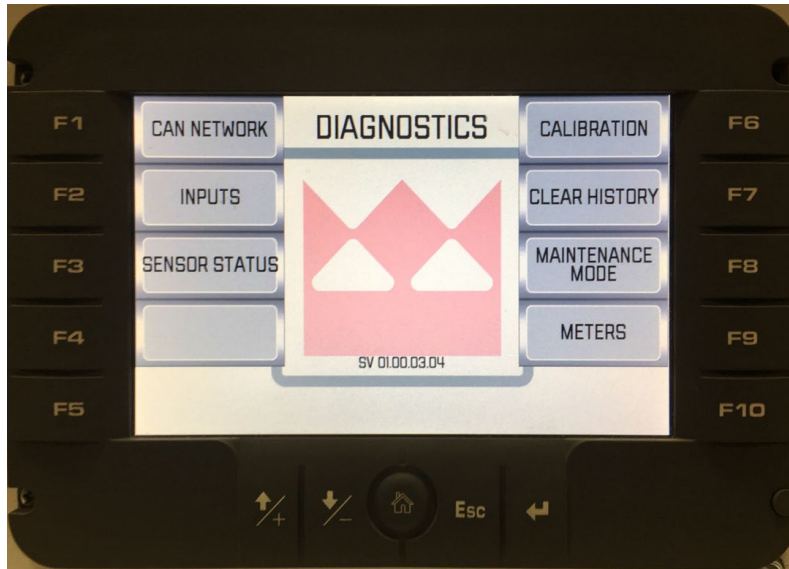 F1
CAN NETWORK
DIAGNOSTICS
CALIBRATION
F6
F2
INPUTS
CLEAR HISTORY
F7
F3
SENSOR STATUS
MAINTENANCE
MODE
F8
F4
METERS
F9
SV 01.00.03.04
F5
F10
+
-
Esc